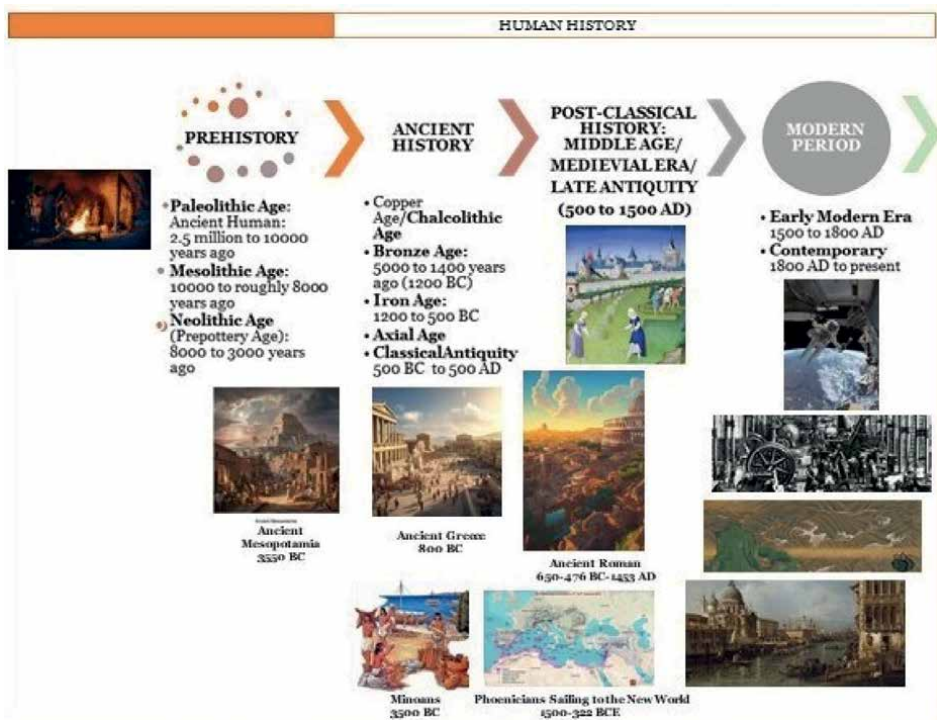 HUMAN HISTORY
PREHISTORY
• Paleolithic Age:
Ancient Human:
2.5 million to 10000
years ago
• Mesolithic Age:
10000 to roughly 8000
years ago
Neolithic Age
(Prepottery Age):
8000 to 3000 years
ago
ANCIENT
HISTORY
• Copper
Age/Chalcolithic
Age
• Bronze Age:
5000 to 1400 years
ago (1200 BC)
• Iron Age:
1200 to 500 BC
• Axial Age
• ClassicalAntiquity
500 BC to 500 AD
POST-CLASSICAL
HISTORY:
MIDDLE AGE/
MEDIEVIAL ERA/
LATE ANTIQUITY
(500 to 1500 AD)
MODERN
PERIOD
• Early Modern Era
1500 to 1800 AD
• Contemporary
1800 AD to present
Ancient
Mesopotamia
3550 BC
Ancient Greece
800 BC
Ancient Roman
650-476 BC-1453 AD
Minoans
3500 BC
Phoenicians Sailing to the New World
1500-322 BCE